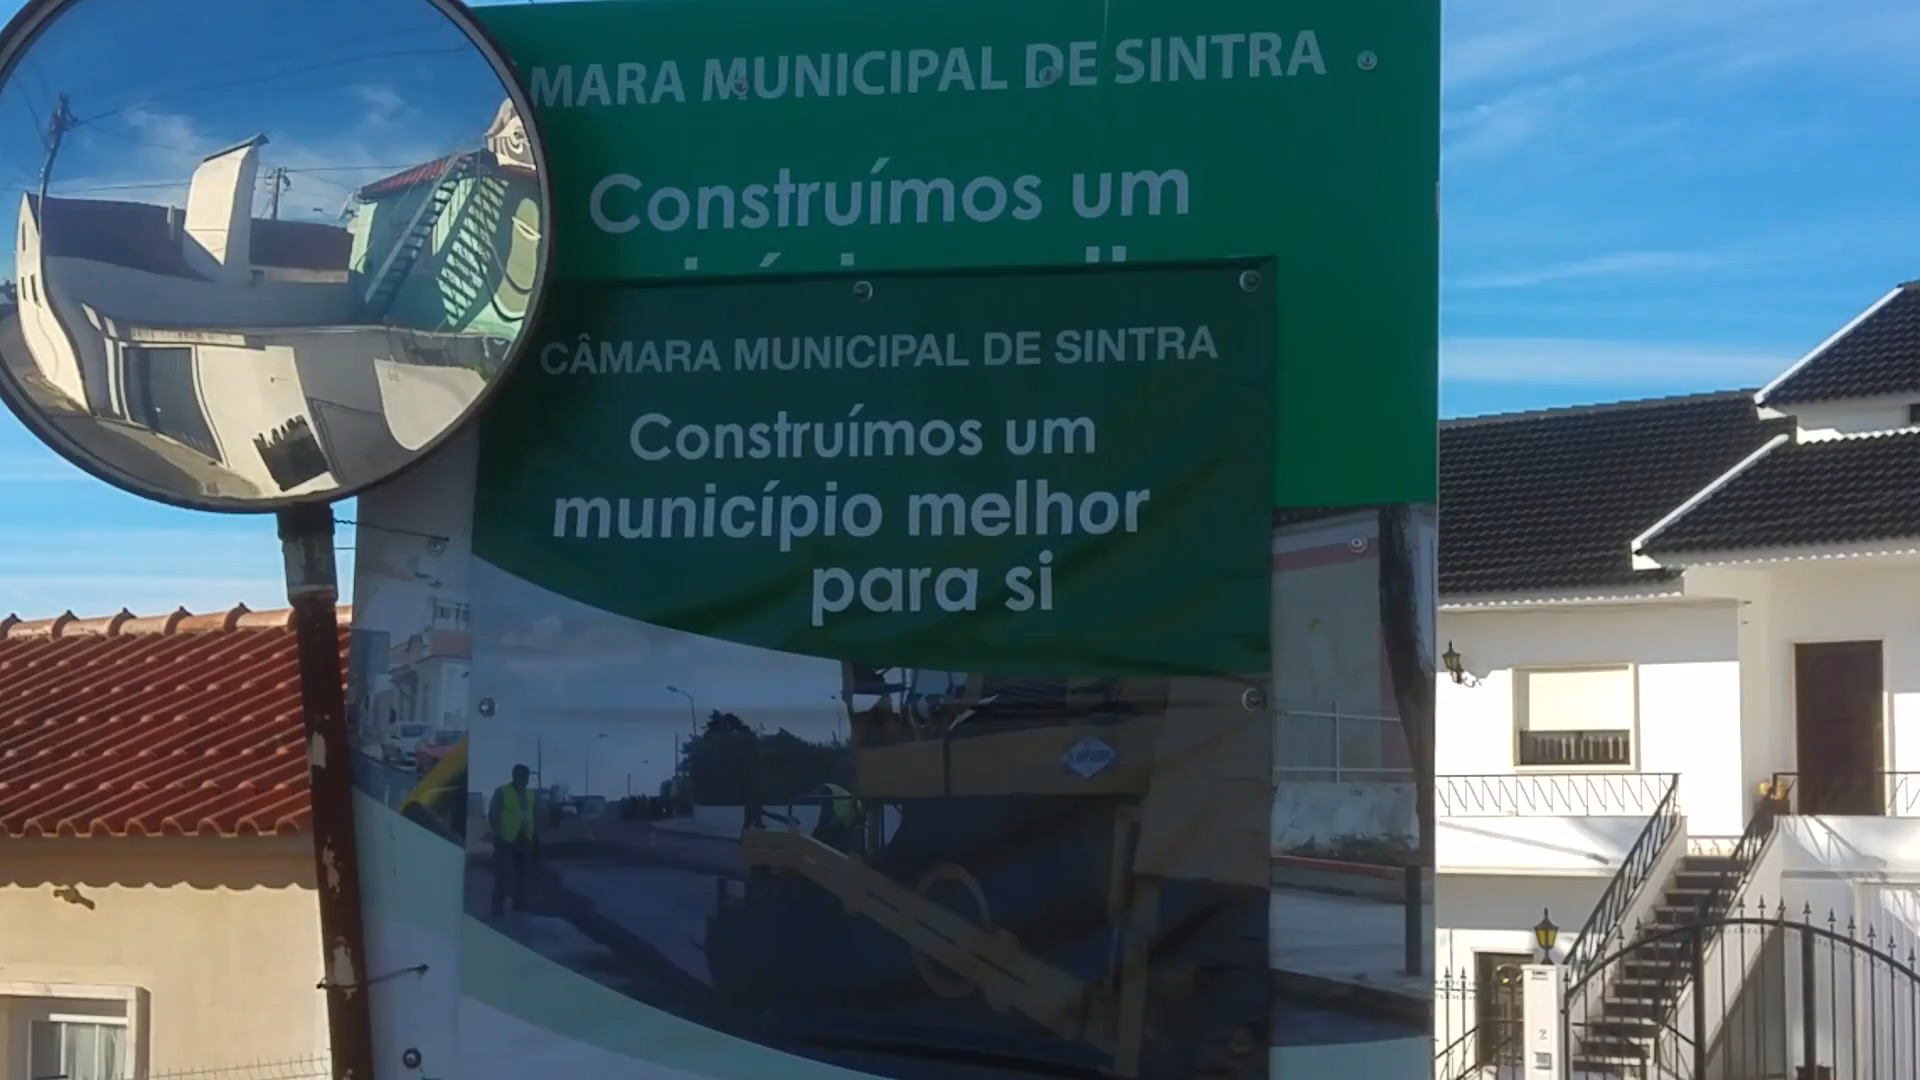 MARA MUNICIPAL DE SINTRA
Construímos um
CÂMARA MUNICIPAL DE SINTRA
Construímos um
município melhor
para si